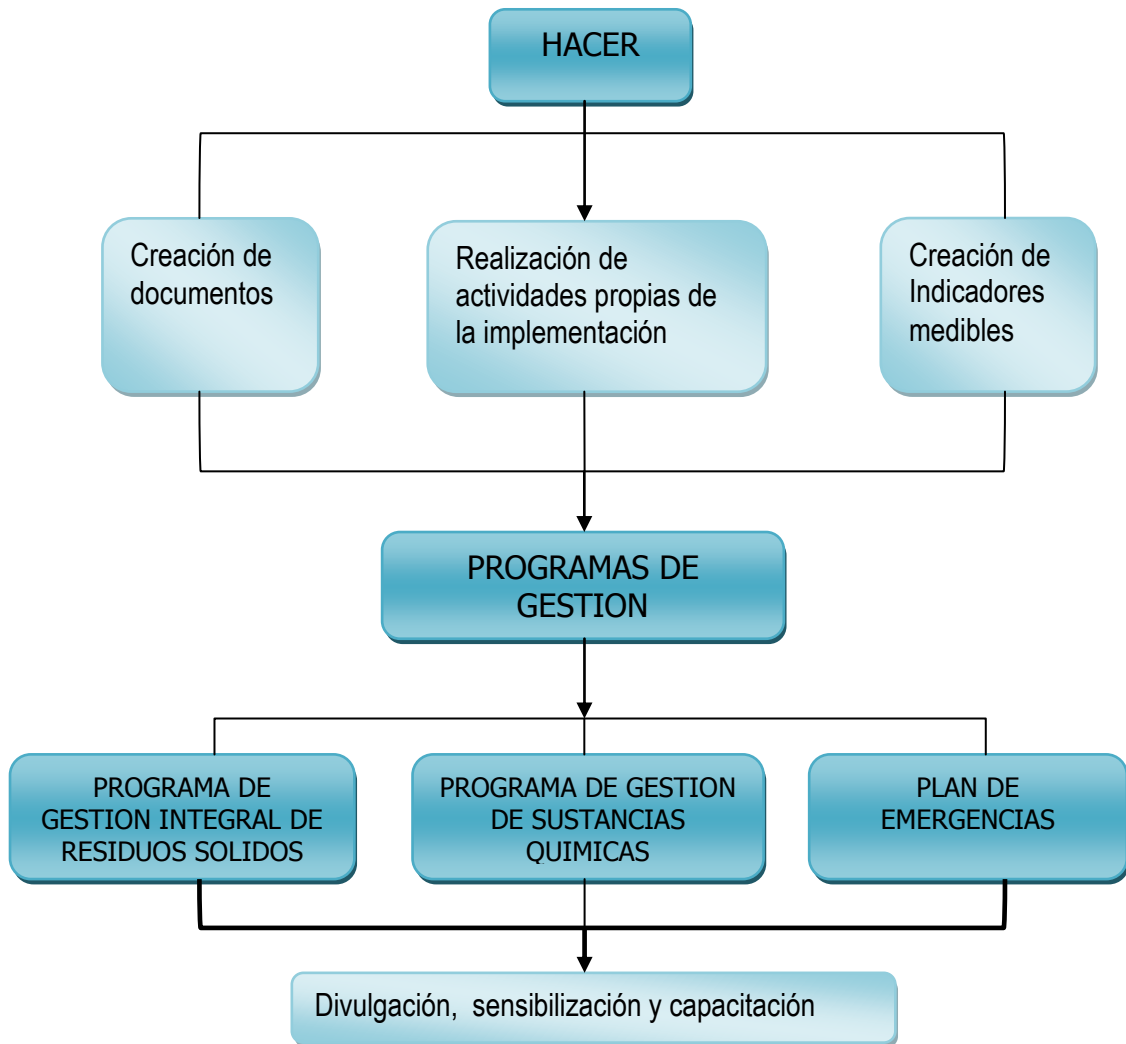 HACER
Creación de
documentos
Realización de
actividades propias de
la implementación
Creación de
Indicadores
medibles
PROGRAMAS DE
GESTION
PROGRAMA DE
GESTION INTEGRAL DE
RESIDUOS SOLIDOS
PROGRAMA DE GESTION
DE SUSTANCIAS
QUIMICAS
PLAN DE
EMERGENCIAS
Divulgación, sensibilización y capacitación